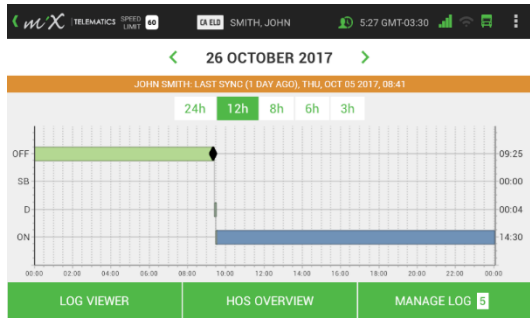 mi'X TELEMATICS SPEED LIMIT 60 CA ELD SMITH, JOHN 5:27 GMT-03:30
26 OCTOBER 2017
JOHN SMITH: LAST SYNC (1 DAY AGO), THU, OCT 05 2017, 08:41
24h 12h 8h 6h 3h
OFF 09:25
SB 00:00
D 00:04
ON 14:30
00:00 02:00 04:00 06:00 08:00 10:00 12:00 14:00 16:00 18:00 20:00 22:00 00:00
LOG VIEWER HOS OVERVIEW MANAGE LOG 5